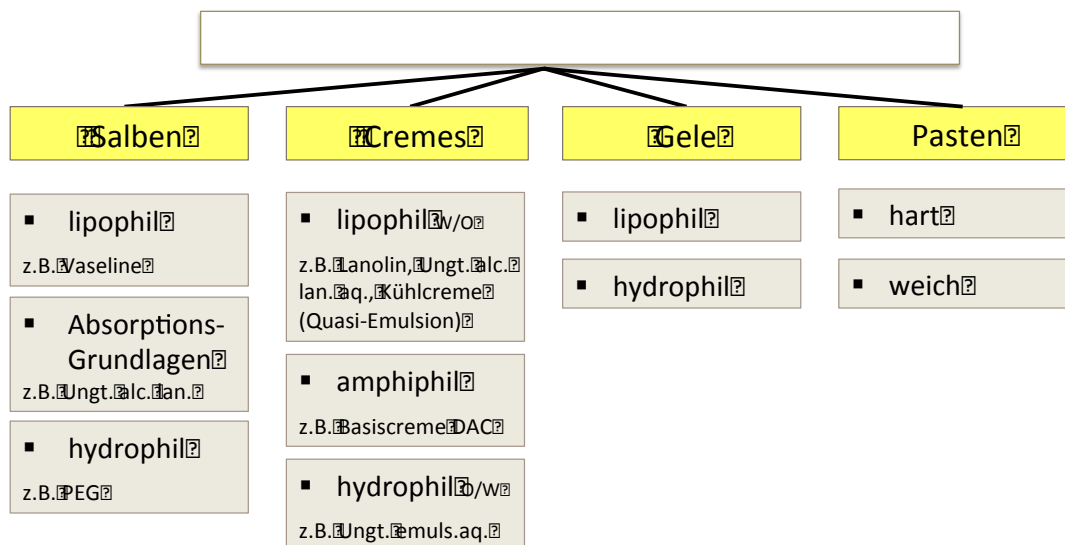 Salben
Cremes
Gele
Pasten
▪ lipophil
z.B. Vaseline
▪ Absorptions-
Grundlagen
z.B. Ungt. alc. lan.
▪ hydrophil
z.B. PEG
▪ lipophil W/O
z.B. Lanolin, Ungt. alc.
lan. aq., Kühlcreme
(Quasi-Emulsion)
▪ amphiphil
z.B. Basiscreme DAC
▪ hydrophil O/W
z.B. Ungt. emuls.aq.
▪ lipophil
▪ hydrophil
▪ hart
▪ weich